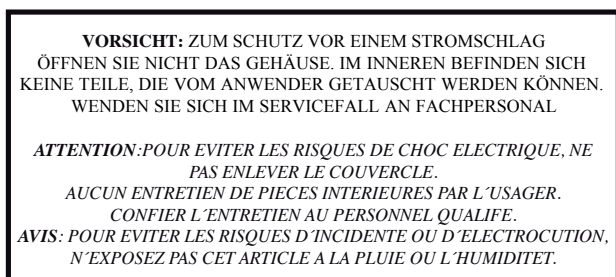 VORSICHT: ZUM SCHUTZ VOR EINEM STROMSCHLAG
ÖFFNEN SIE NICHT DAS GEHÄUSE. IM INNEREN BEFINDEN SICH
KEINE TEILE, DIE VOM ANWENDER GETAUSCHT WERDEN KÖNNEN.
WENDEN SIE SICH IM SERVICEFALL AN FACHPERSONAL
ATTENTION:POUR EVITER LES RISQUES DE CHOC ELECTRIQUE, NE
PAS ENLEVER LE COUVERCLE.
AUCUN ENTRETIEN DE PIECES INTERIEURES PAR L´USAGER.
CONFIER L´ENTRETIEN AU PERSONNEL QUALIFE.
AVIS: POUR EVITER LES RISQUES D´INCIDENTE OU D´ELECTROCUTION,
N´EXPOSEZ PAS CET ARTICLE A LA PLUIE OU L´HUMIDITET.